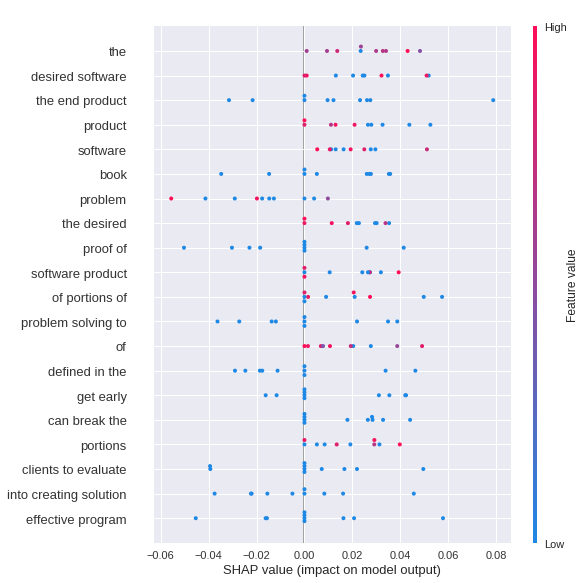 High
the
desired software
the end product
product
software
book
problem
the desired
proof of
software product
of portions of
problem solving to
of
defined in the
get early
can break the
portions
clients to evaluate
into creating solution
effective program
Feature value
Low
−0.06 −0.04 −0.02 0.00 0.02 0.04 0.06 0.08
SHAP value (impact on model output)